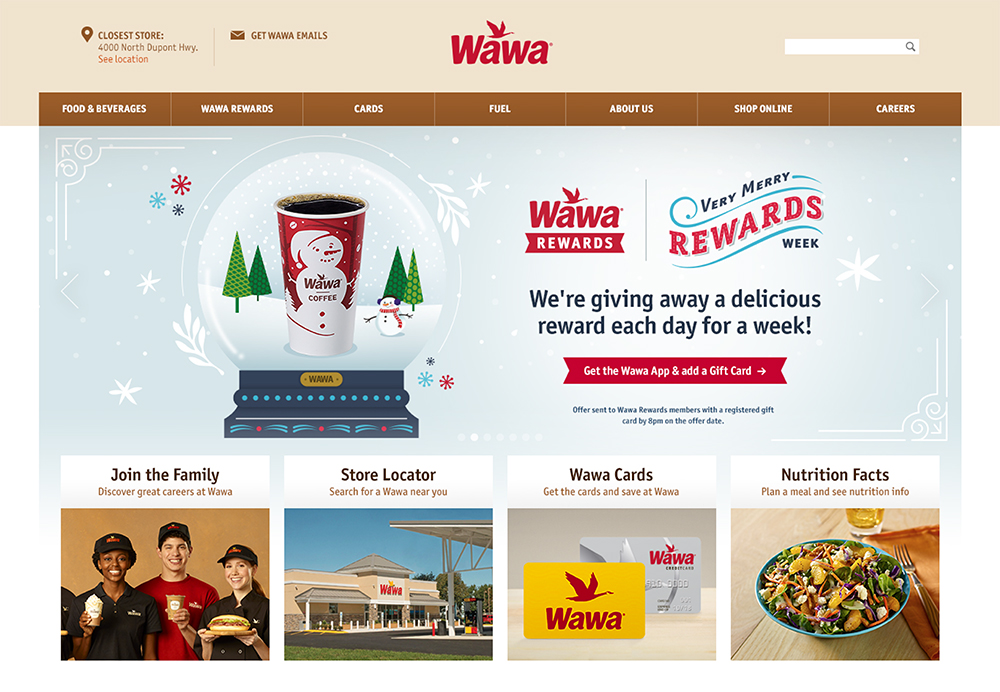 CLOSEST STORE:
4000 North Dupont Hwy.
See location
GET WAWA EMAILS
Wawa
FOOD & BEVERAGES
WAWA REWARDS
CARDS
FUEL
ABOUT US
SHOP ONLINE
CAREERS
Wawa
COFFEE
WAWA
Wawa
REWARDS
VERY MERRY
REWARDS
WEEK
We're giving away a delicious
reward each day for a week!
Get the Wawa App & add a Gift Card →
Offer sent to Wawa Rewards members with a registered gift
card by 8pm on the offer date.
Join the Family
Discover great careers at Wawa
Store Locator
Search for a Wawa near you
Wawa Cards
Get the cards and save at Wawa
Nutrition Facts
Plan a meal and see nutrition info
Wawa
Wawa
CREDIT CARD
Wawa